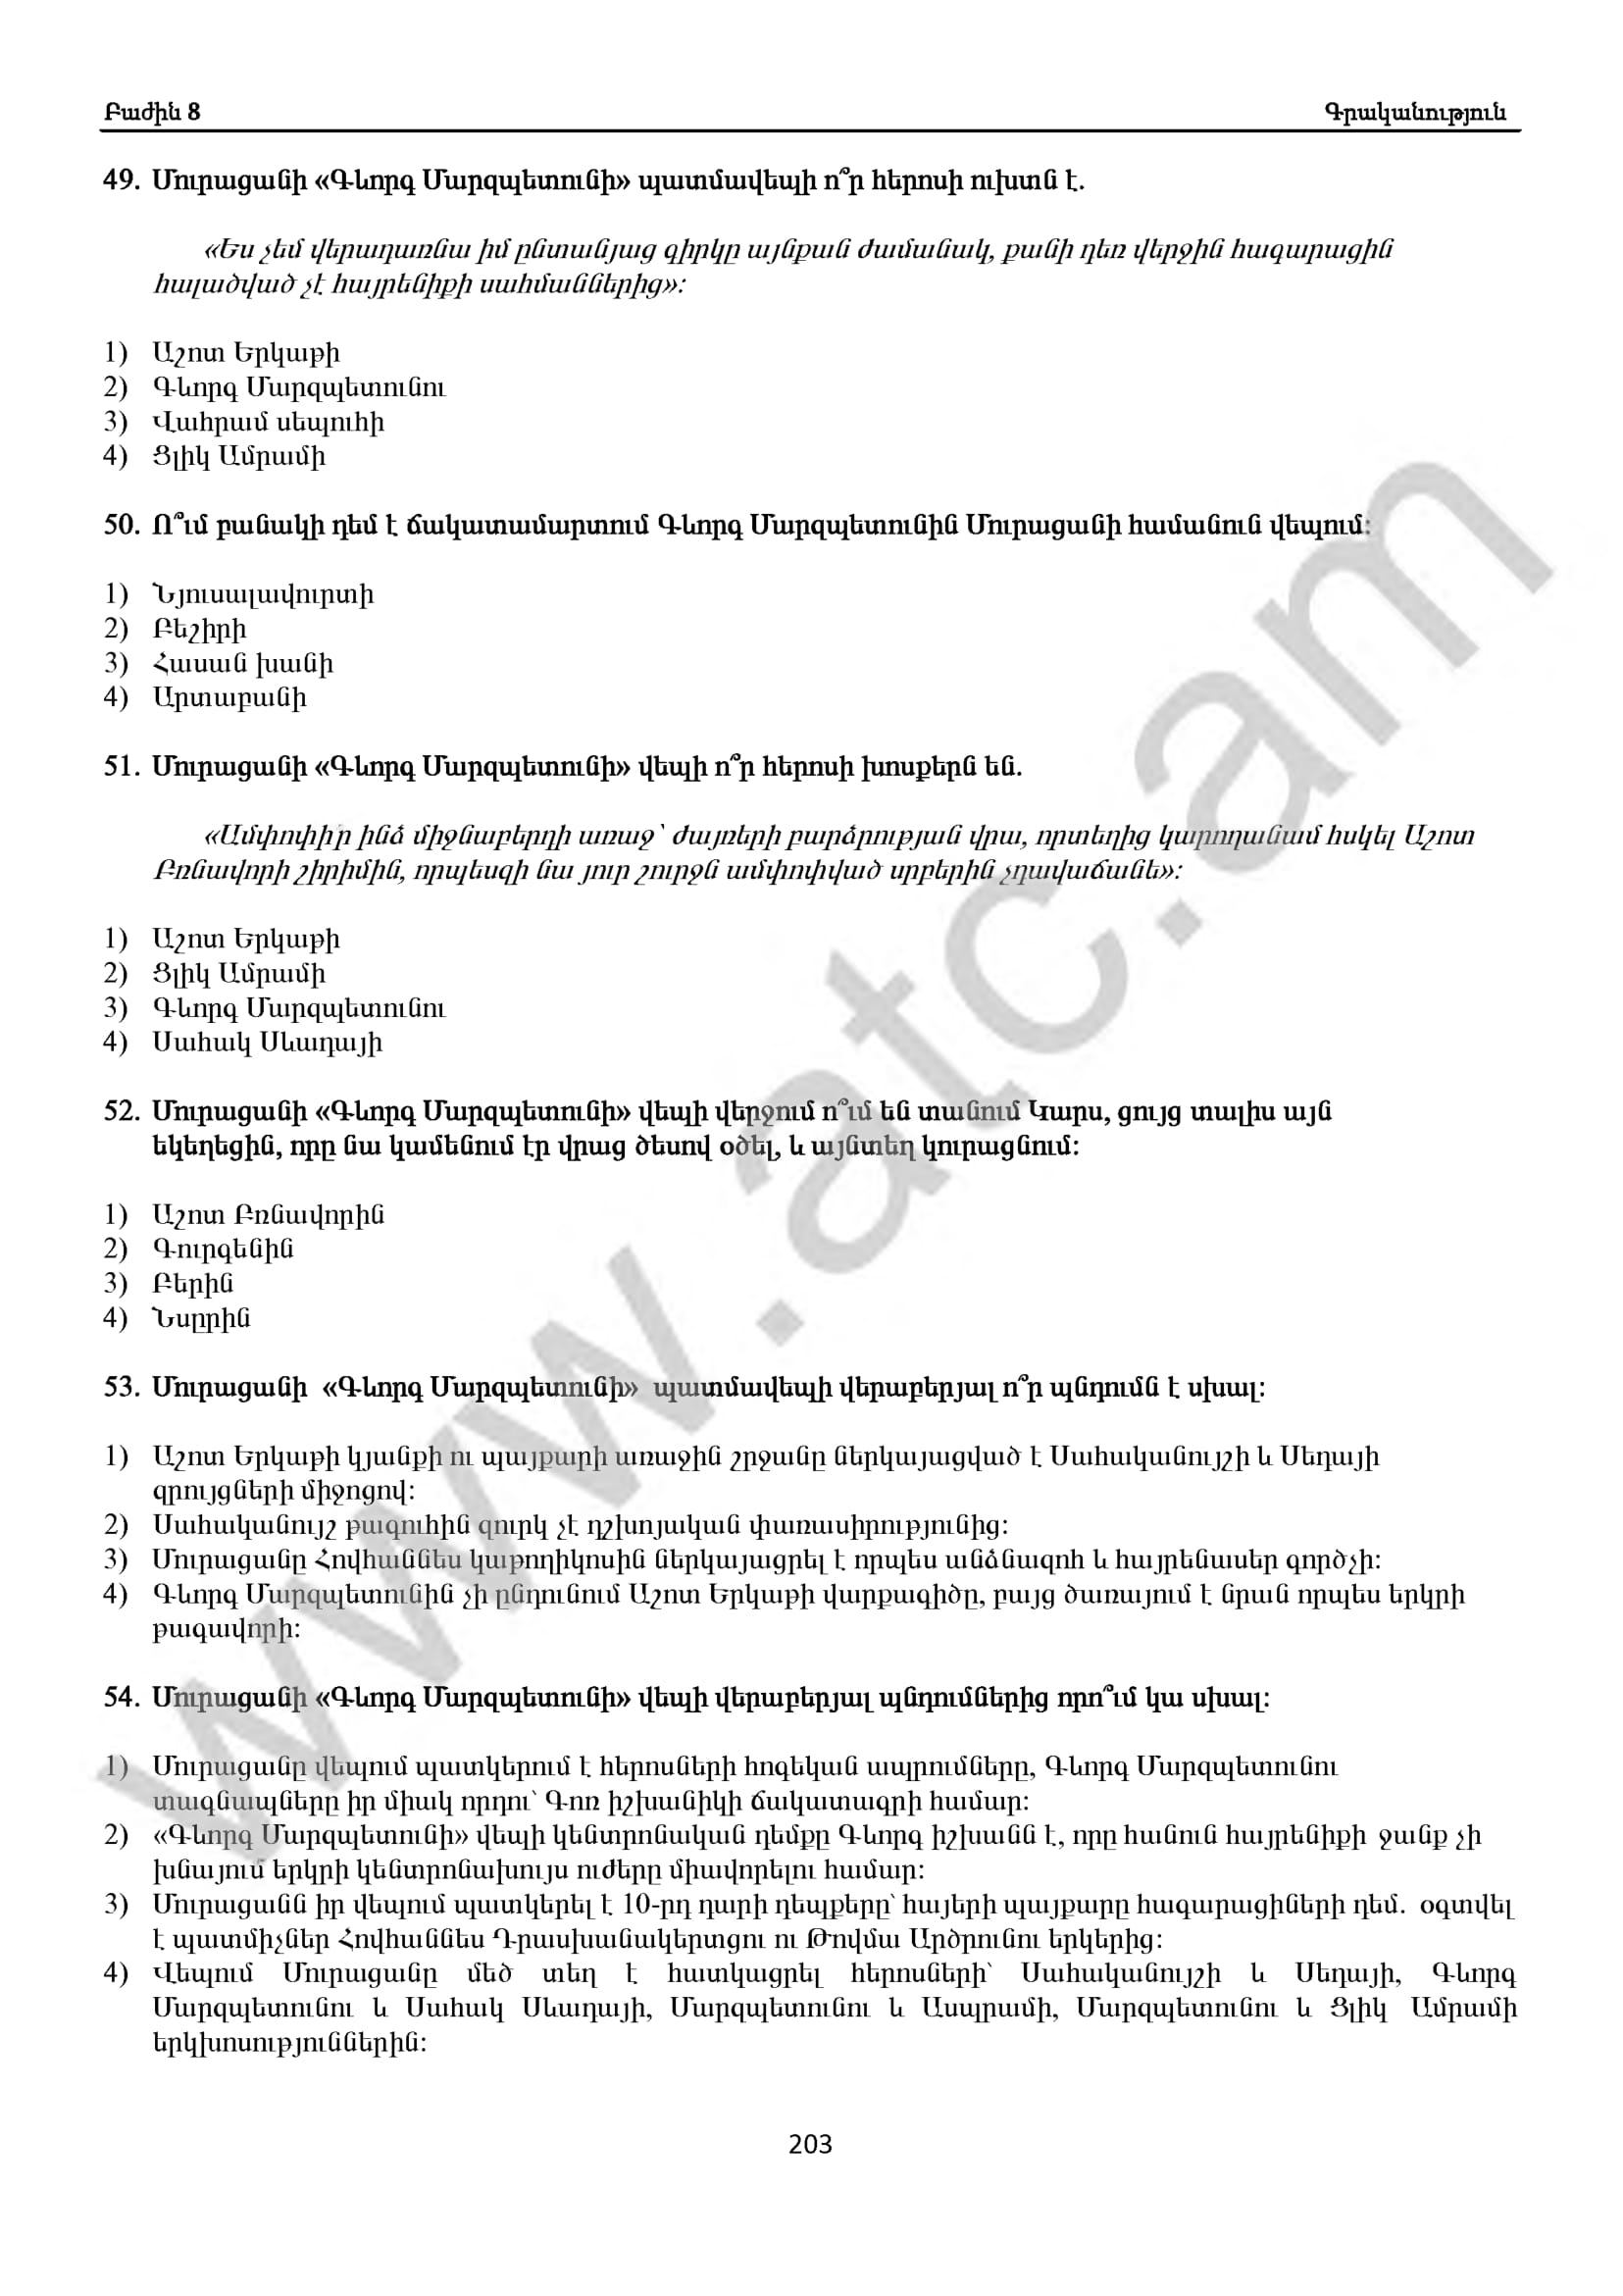 Բաժին 8 Գրականություն
49. Մուրացանի «Գևորգ Մարզպետունի» պատմավեպի ո՞ր հերոսի ուխտն է.
«Ես չեմ վերադառնա իմ ընտանյաց գիրկը այնքան ժամանակ, քանի դեռ վերջին հագարացին
հալածված չէ հայրենիքի սահմաններից»:
1) Աշոտ Երկաթի
2) Գևորգ Մարզպետունու
3) Վահրամ սեպուհի
4) Ցլիկ Ամրամի
50. Ո՞ւմ բանակի դեմ է ճակատամարտում Գևորգ Մարզպետունին Մուրացանի համանուն վեպում:
1) Նյուսալավուրտի
2) Բեշիրի
3) Հասան խանի
4) Արտաբանի
51. Մուրացանի «Գևորգ Մարզպետունի» վեպի ո՞ր հերոսի խոսքերն են.
«Ամփոփի՛ր ինձ միջնաբերդի առաջ՝ ժայռերի բարձրության վրա, որտեղից կարողանամ հսկել Աշոտ
Բռնավորի շիրիմին, որպեսզի նա յուր շուրջն ամփոփված սրբերին չդավաճանե»:
1) Աշոտ Երկաթի
2) Ցլիկ Ամրամի
3) Գևորգ Մարզպետունու
4) Սահակ Սևադայի
52. Մուրացանի «Գևորգ Մարզպետունի» վեպի վերջում ո՞ւմ են տանում Կարս, ցույց տալիս այն
եկեղեցին, որը նա կամենում էր վրաց ծեսով օծել, և այնտեղ կուրացնում:
1) Աշոտ Բռնավորին
2) Գուրգենին
3) Բերին
4) Նսըրին
53. Մուրացանի «Գևորգ Մարզպետունի» պատմավեպի վերաբերյալ ո՞ր պնդումն է սխալ:
1) Աշոտ Երկաթի կյանքի ու պայքարի առաջին շրջանը ներկայացված է Սահականույշի և Սեդայի
զրույցների միջոցով:
2) Սահականույշ թագուհին զուրկ չէ դշխոյական փառասիրությունից:
3) Մուրացանը Հովհաննես կաթողիկոսին ներկայացրել է որպես անձնազոհ և հայրենասեր գործչի:
4) Գևորգ Մարզպետունին չի ընդունում Աշոտ Երկաթի վարքագիծը, բայց ծառայում է նրան որպես երկրի
թագավորի:
54. Մուրացանի «Գևորգ Մարզպետունի» վեպի վերաբերյալ պնդումներից որո՞ւմ կա սխալ:
1) Մուրացանը վեպում պատկերում է հերոսների հոգեկան ապրումները, Գևորգ Մարզպետունու
տագնապները իր միակ որդու՝ Գոռ իշխանիկի ճակատագրի համար:
2) «Գևորգ Մարզպետունի» վեպի կենտրոնական դեմքը Գևորգ իշխանն է, որը հանուն հայրենիքի ջանք չի
խնայում երկրի կենտրոնախույս ուժերը միավորելու համար:
3) Մուրացանն իր վեպում պատկերել է 10-րդ դարի դեպքերը՝ հայերի պայքարը հագարացիների դեմ. օգտվել
է պատմիչներ Հովհաննես Դրասխանակերտցու ու Թովմա Արծրունու երկերից:
4) Վեպում Մուրացանը մեծ տեղ է հատկացրել հերոսների՝ Սահականույշի և Սեդայի, Գևորգ
Մարզպետունու և Սահակ Սևադայի, Մարզպետունու և Ասպրամի, Մարզպետունու և Ցլիկ Ամրամի
երկխոսություններին:
203
www.atc.am